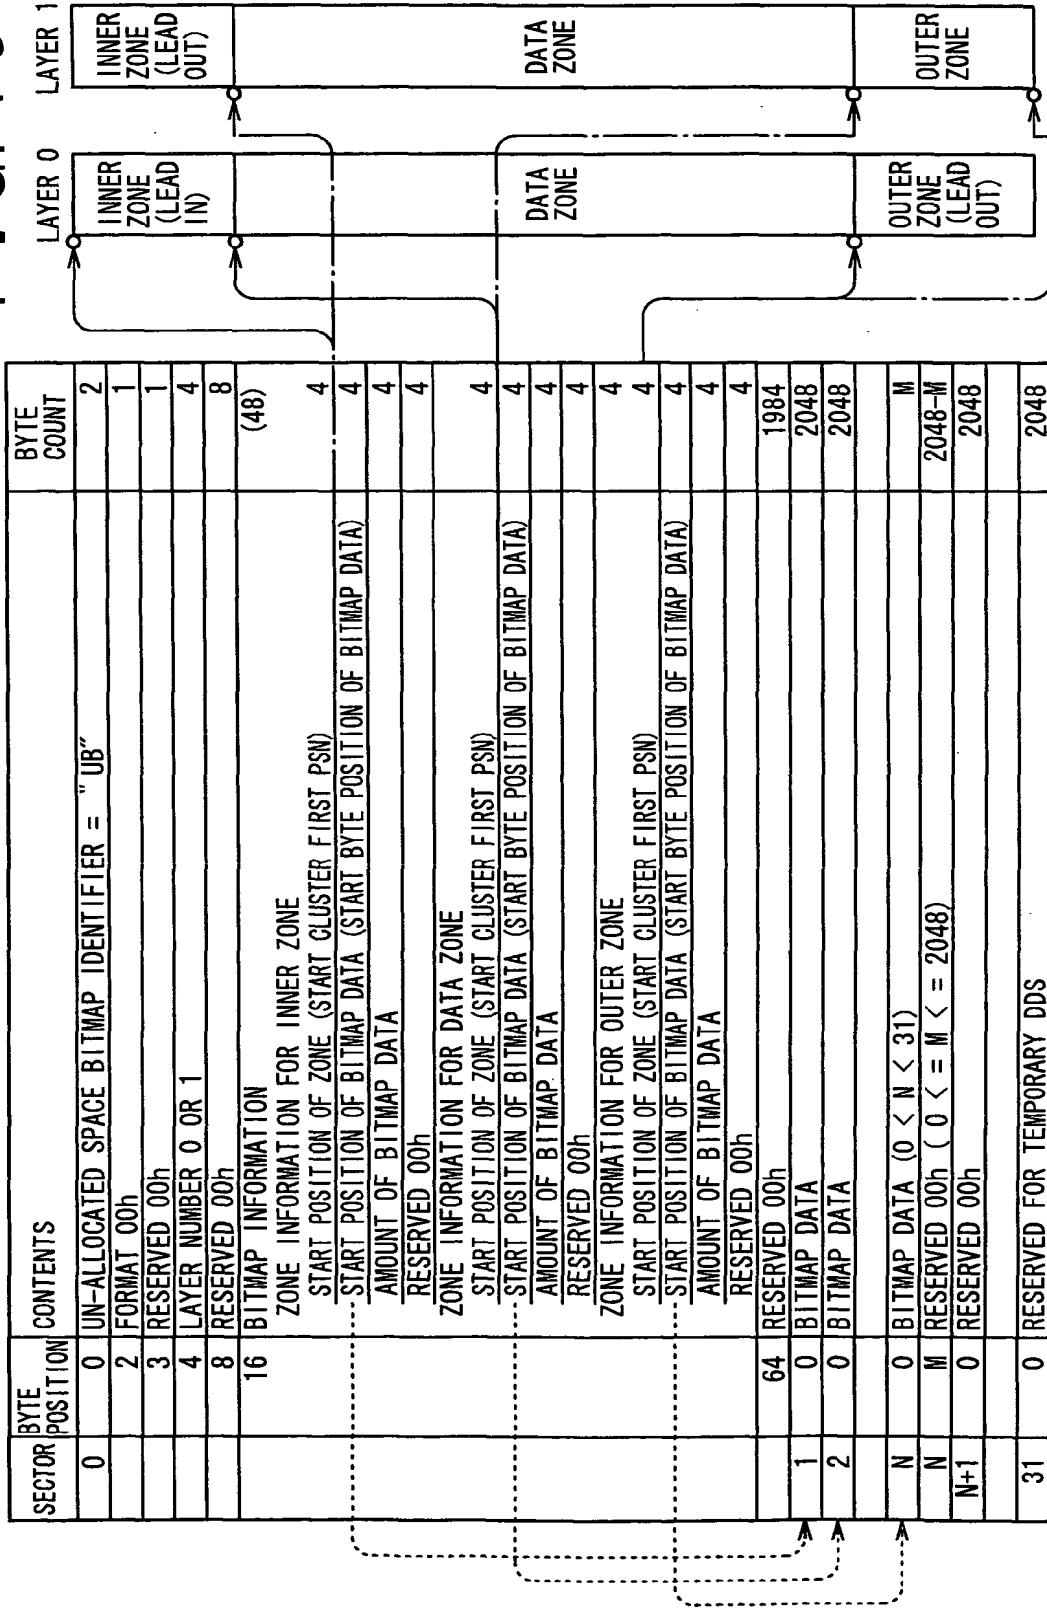 SECTOR BYTE POSITION CONTENTS BYTE COUNT
0 0 UN-ALLOCATED SPACE BITMAP IDENTIFIER = "UB" 2
2 FORMAT 00h 1
3 RESERVED 00h 1
4 LAYER NUMBER 0 OR 1 4
8 RESERVED 00h 8
16 BITMAP INFORMATION (48)
ZONE INFORMATION FOR INNER ZONE
START POSITION OF ZONE (START CLUSTER FIRST PSN) 4
START POSITION OF BITMAP DATA (START BYTE POSITION OF BITMAP DATA) 4
AMOUNT OF BITMAP DATA 4
RESERVED 00h 4
ZONE INFORMATION FOR DATA ZONE
START POSITION OF ZONE (START CLUSTER FIRST PSN) 4
START POSITION OF BITMAP DATA (START BYTE POSITION OF BITMAP DATA) 4
AMOUNT OF BITMAP DATA 4
RESERVED 00h 4
ZONE INFORMATION FOR OUTER ZONE 4
START POSITION OF ZONE (START CLUSTER FIRST PSN) 4
START POSITION OF BITMAP DATA (START BYTE POSITION OF BITMAP DATA) 4
AMOUNT OF BITMAP DATA 4
RESERVED 00h 4
64 RESERVED 00h 1984
1 0 BITMAP DATA 2048
2 0 BITMAP DATA 2048
N 0 BITMAP DATA (0 < N < 31) M
N M RESERVED 00h ( 0 < = M < = 2048) 2048-M
N+1 0 RESERVED 00h 2048
31 0 RESERVED FOR TEMPORARY DDS 2048
LAYER 0
INNER
ZONE
(LEAD
IN)
DATA
ZONE
OUTER
ZONE
(LEAD
OUT)
LAYER 1
INNER
ZONE
(LEAD
OUT)
DATA
ZONE
OUTER
ZONE